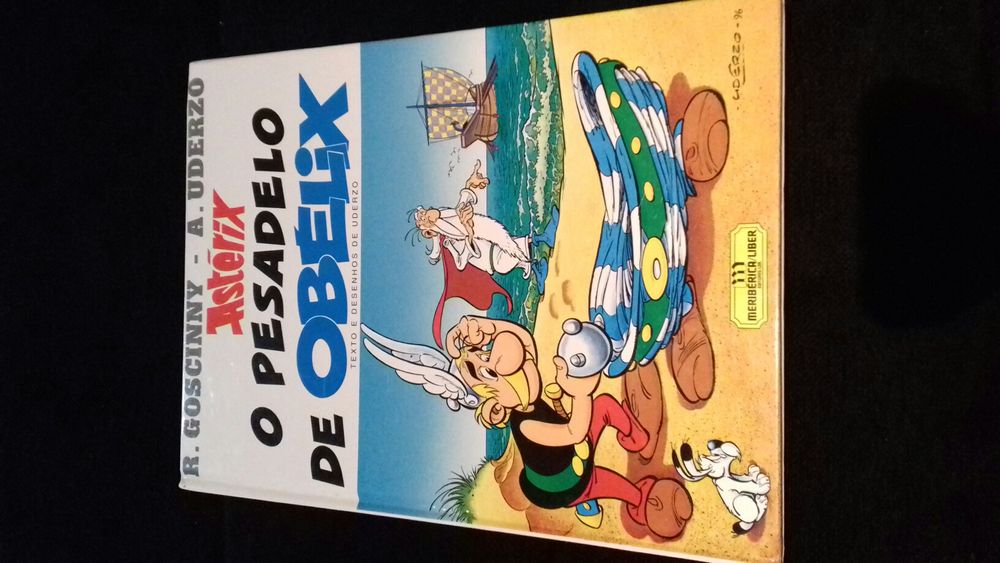 R. GOSCINNY - A. UDERZO
Astérix
O PESADELO
DE OBÉLIX
TEXTO E DESENHOS DE UDERZO
UDERZO - 96
m
MERIBÉRICA/LIBER